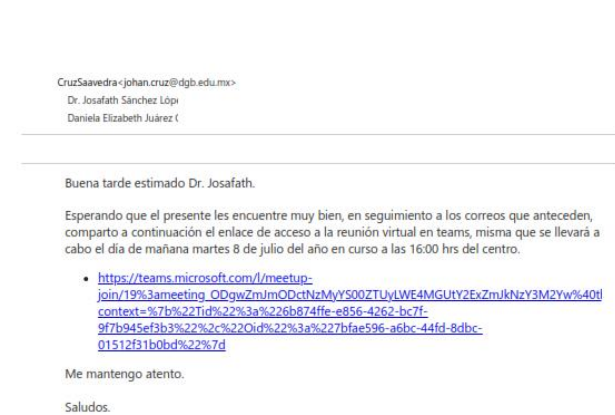 CruzSaavedra<johan.cruz@dgb.edu.mx>
Dr. Josafath Sánchez
Daniela Elizabeth Juárez
Buena tarde estimado Dr. Josafath.
Esperando que el presente les encuentre muy bien, en seguimiento a los correos que anteceden,
comparto a continuación el enlace de acceso a la reunión virtual en teams, misma que se llevará a
cabo el día de mañana martes 8 de julio del año en curso a las 16:00 hrs del centro.
• https://teams.microsoft.com/l/meetup-
join/19%3ameeting_ODgwZmJmODctNzMyYS00ZTUyLWE4MGUtY2ExZmJkNzY3M2Yw%40tl
context=%7b%22Tid%22%3a%226b874ffe-e856-4262-bc7f-
9f7b945ef3b3%22%2c%22Oid%22%3a%227bfae596-a6bc-44fd-8dbc-
01512f31b0bd%22%7d
Me mantengo atento.
Saludos.